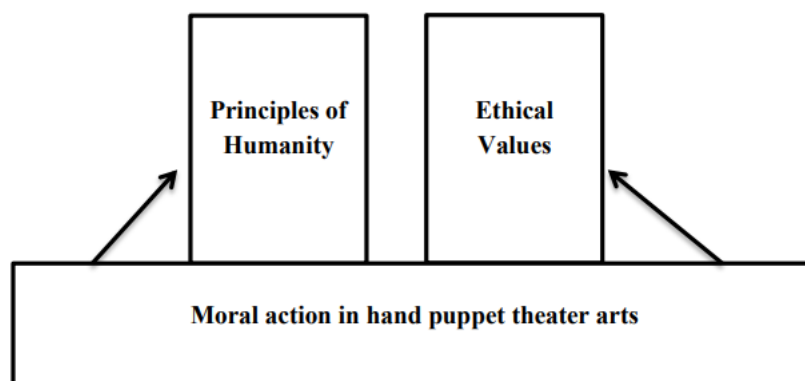 Principles of
Humanity
Ethical
Values
Moral action in hand puppet theater arts